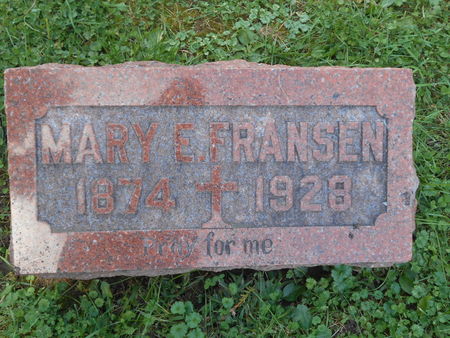 MARY E. FRANSEN
1874 1928
Pray for me